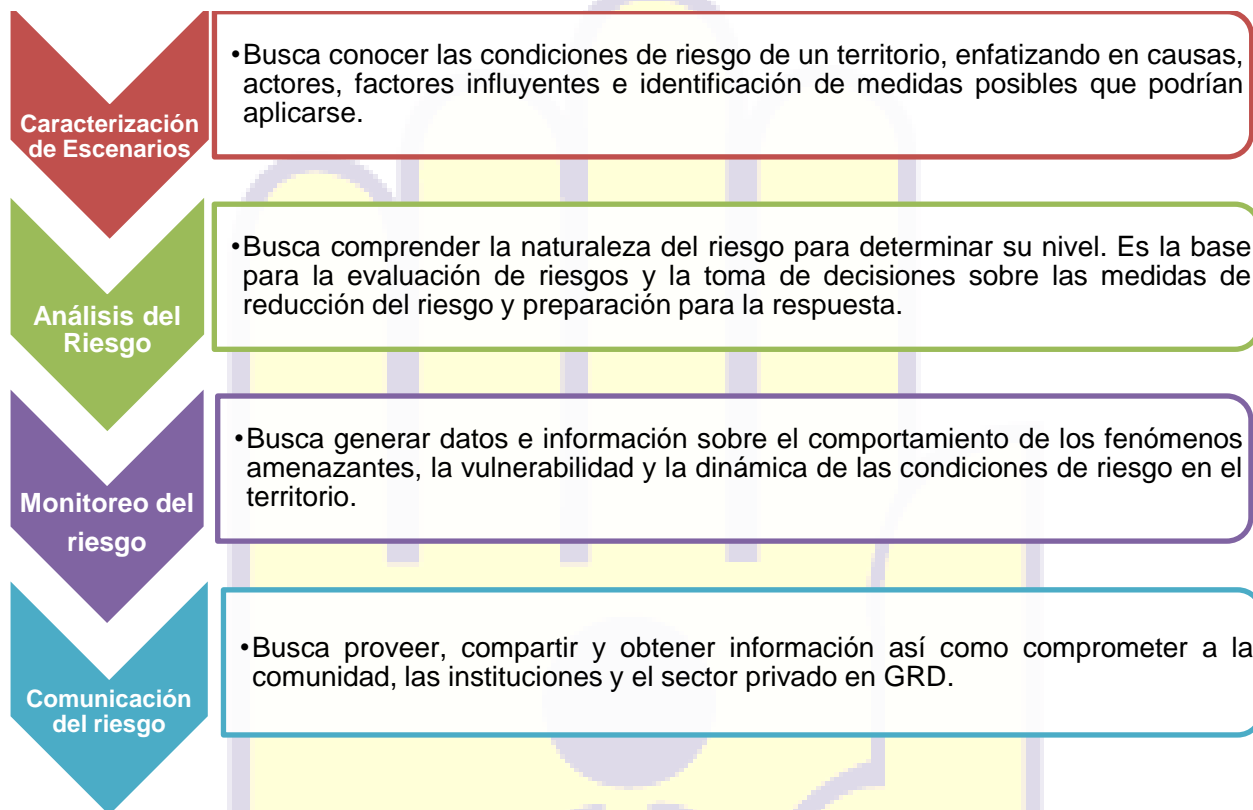 Caracterización
de Escenarios
•Busca conocer las condiciones de riesgo de un territorio, enfatizando en causas,
actores, factores influyentes e identificación de medidas posibles que podrían
aplicarse.
Análisis del
Riesgo
•Busca comprender la naturaleza del riesgo para determinar su nivel. Es la base
para la evaluación de riesgos y la toma de decisiones sobre las medidas de
reducción del riesgo y preparación para la respuesta.
Monitoreo del
riesgo
•Busca generar datos e información sobre el comportamiento de los fenómenos
amenazantes, la vulnerabilidad y la dinámica de las condiciones de riesgo en el
territorio.
Comunicación
del riesgo
•Busca proveer, compartir y obtener información así como comprometer a la
comunidad, las instituciones y el sector privado en GRD.